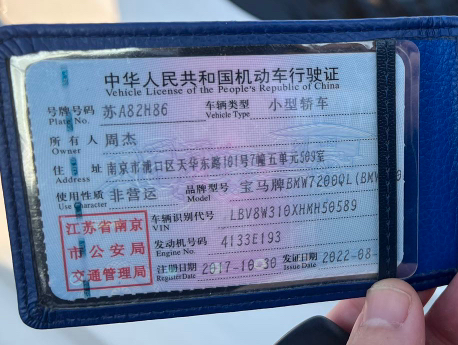 中华人民共和国机动车行驶证
Vehicle License of the People's Republic of China
号牌号码 苏A82H86 车辆类型 小型轿车
Plate No. Vehicle Type
所有人 周杰
Owner
住址 南京市浦口区天华东路101号7幢五单元509室
Address
使用性质 非营运 品牌型号 宝马牌BMW7200QL(BMW
Use Character Model
江苏省南京
市公安局
交通管理局
车辆识别代号 LBV8W310XHMH50589
VIN
发动机号码 4133E193
Engine No.
注册日期 2017-10-30 发证日期 2022-08-
Register Date Issue Date